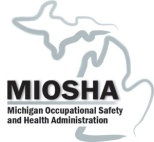 MIOSHA
Michigan Occupational Safety
and Health Administration